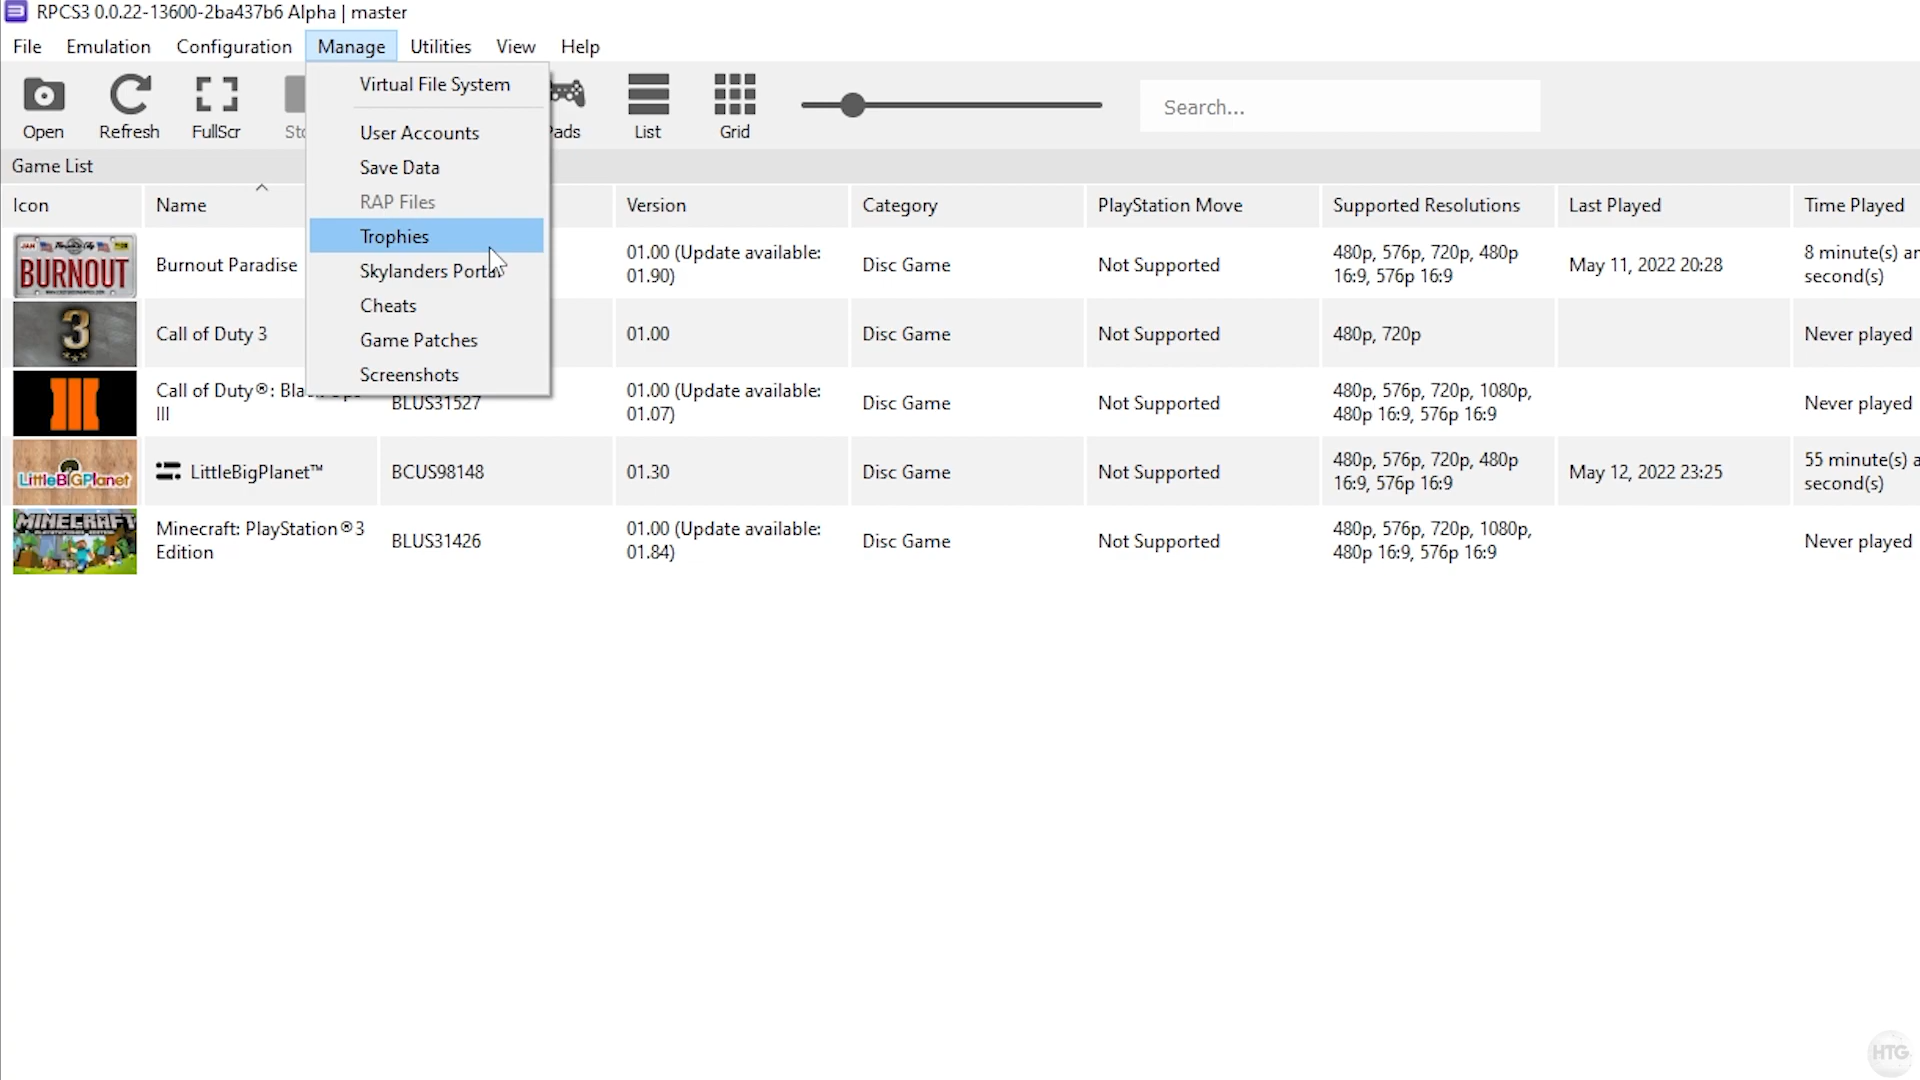 RPCS3 0.0.22-13600-2ba437b6 Alpha | master
File Emulation Configuration Manage Utilities View Help
Open Refresh FullScr Pads List Grid Search...
Virtual File System
User Accounts
Save Data
RAP Files
Trophies
Skylanders Portal
Cheats
Game Patches
Screenshots
Game List
Icon Name Version Category PlayStation Move Supported Resolutions Last Played Time Played
BURNOUT Burnout Paradise 01.00 (Update available: 01.90) Disc Game Not Supported 480p, 576p, 720p, 480p 16:9, 576p 16:9 May 11, 2022 20:28 8 minute(s) second(s)
3 Call of Duty 3 01.00 Disc Game Not Supported 480p, 720p Never played
III Call of Duty®: III BLUS31527 01.00 (Update available: 01.07) Disc Game Not Supported 480p, 576p, 720p, 1080p, 480p 16:9, 576p 16:9 Never played
LittleBIGPlanet LittleBigPlanet™ BCUS98148 01.30 Disc Game Not Supported 480p, 576p, 720p, 480p 16:9, 576p 16:9 May 12, 2022 23:25 55 minute(s) second(s)
MINECRAFT Minecraft: PlayStation®3 Edition BLUS31426 01.00 (Update available: 01.84) Disc Game Not Supported 480p, 576p, 720p, 1080p, 480p 16:9, 576p 16:9 Never played
HTG